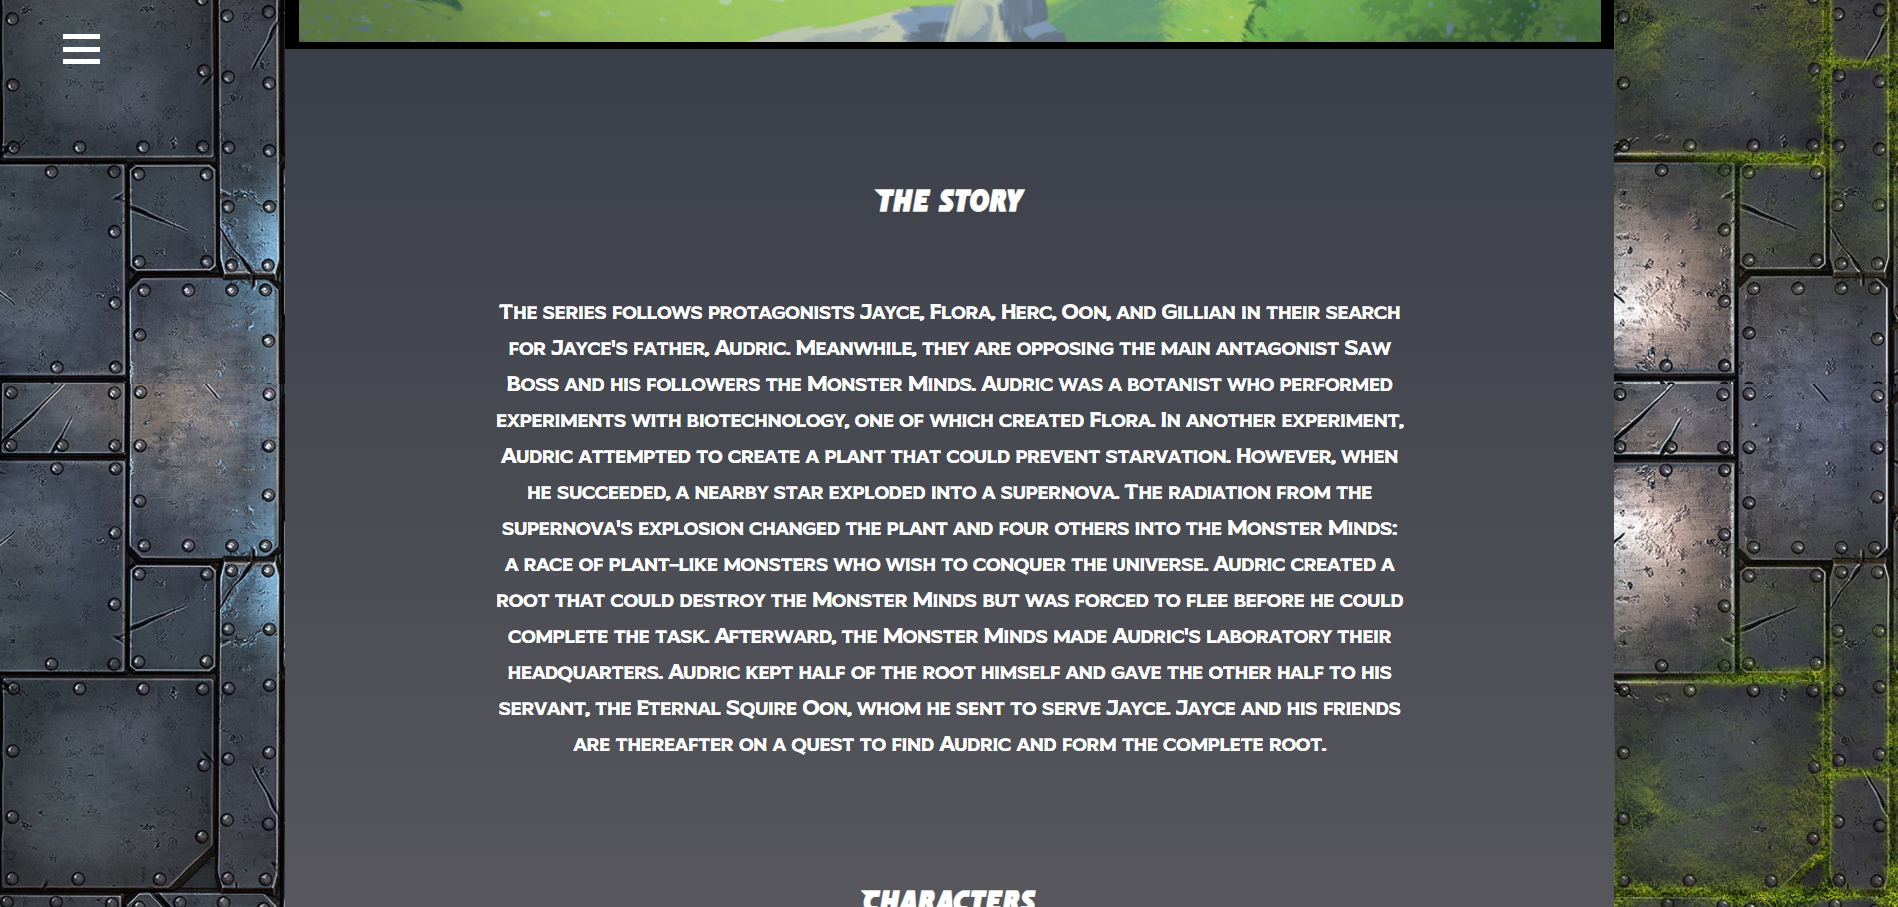 THE STORY
The series follows protagonists Jayce, Flora, Herc, Oon, and Gillian in their search
for Jayce's father, Audric. Meanwhile, they are opposing the main antagonist Saw
Boss and his followers the Monster Minds. Audric was a botanist who performed
experiments with biotechnology, one of which created Flora. In another experiment,
Audric attempted to create a plant that could prevent starvation. However, when
he succeeded, a nearby star exploded into a supernova. The radiation from the
supernova's explosion changed the plant and four others into the Monster Minds:
a race of plant-like monsters who wish to conquer the universe. Audric created a
root that could destroy the Monster Minds but was forced to flee before he could
complete the task. Afterward, the Monster Minds made Audric's laboratory their
headquarters. Audric kept half of the root himself and gave the other half to his
servant, the Eternal Squire Oon, whom he sent to serve Jayce. Jayce and his friends
are thereafter on a quest to find Audric and form the complete root.
CHARACTERS